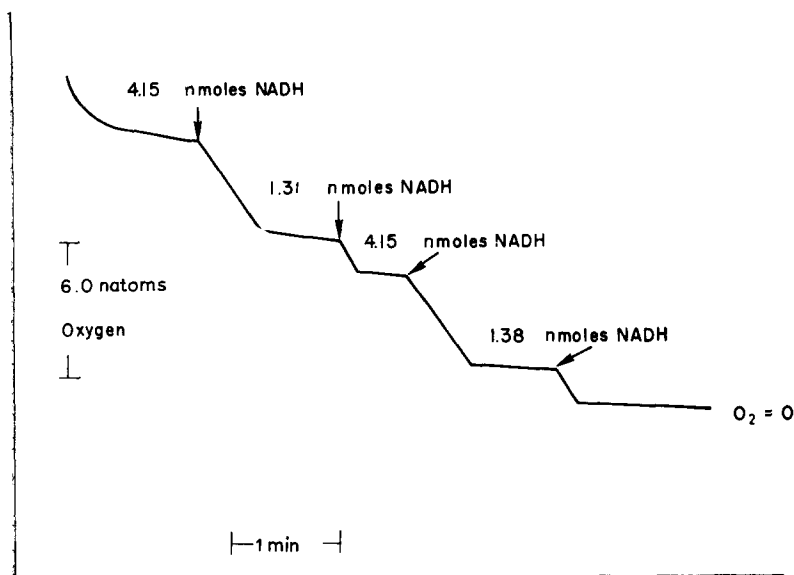 4.15 nmoles NADH
1.31 nmoles NADH
4.15 nmoles NADH
6.0 natoms
Oxygen
1.38 nmoles NADH
O₂ = 0
1 min